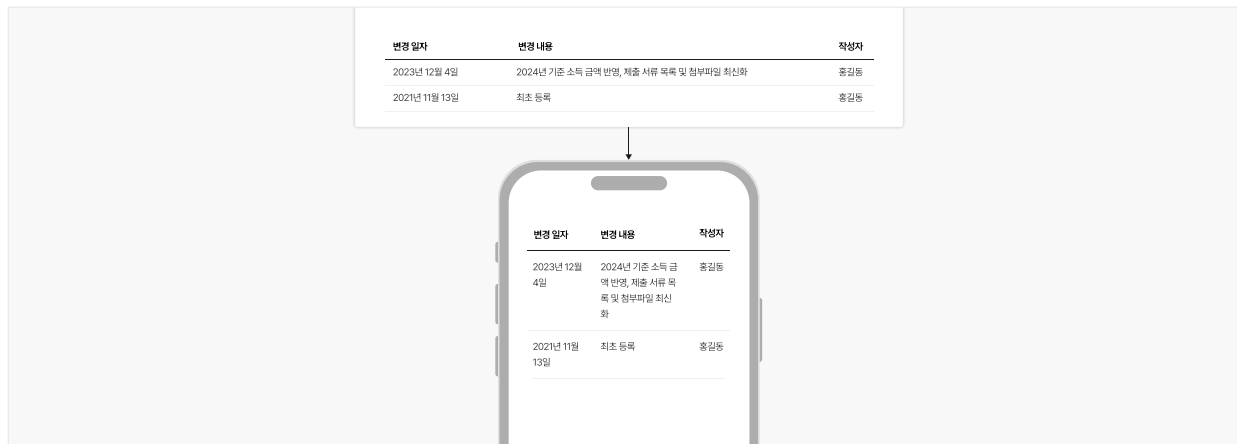 변경 일자 변경 내용 작성자
2023년 12월 4일 2024년 기준 소득 금액 반영, 제출 서류 목록 및 첨부파일 최신화 홍길동
2021년 11월 13일 최초 등록 홍길동
변경 일자 변경 내용 작성자
2023년 12월 2024년 기준 소득 금 홍길동
4일 액 반영, 제출 서류 목
록 및 첨부파일 최신
화
2021년 11월 최초 등록 홍길동
13일